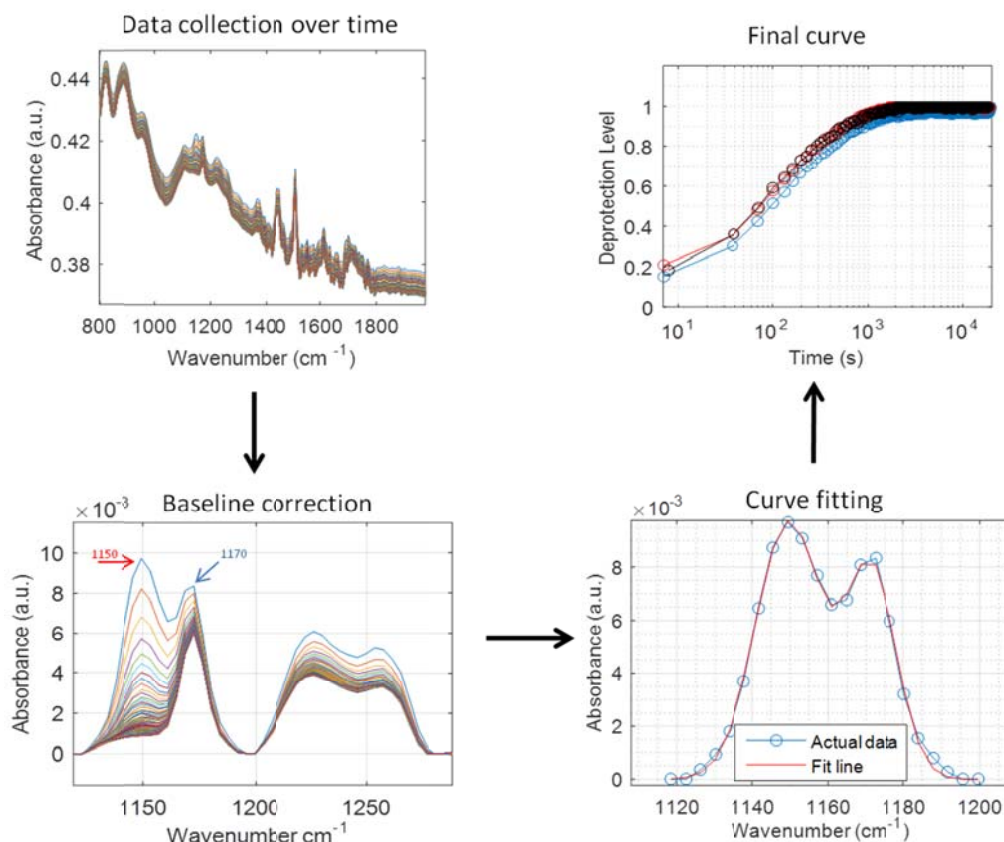 Data collection over time
0.44
0.42
0.4
0.38
Absorbance (a.u.)
800 1000 1200 1400 1600 1800
Wavenumber (cm -1)
Final curve
1
0.8
0.6
0.4
0.2
0
Deprotection Level
10^1 10^2 10^3 10^4
Time (s)
Baseline correction
× 10^-3
10
8
6
4
2
0
Absorbance (a.u.)
1150
1170
1150 1200 1250
Wavenumber cm^-1
Curve fitting
× 10^-3
8
6
4
2
0
Absorbance (a.u.)
Actual data
Fit line
1120 1140 1160 1180 1200
Wavenumber (cm^-1)